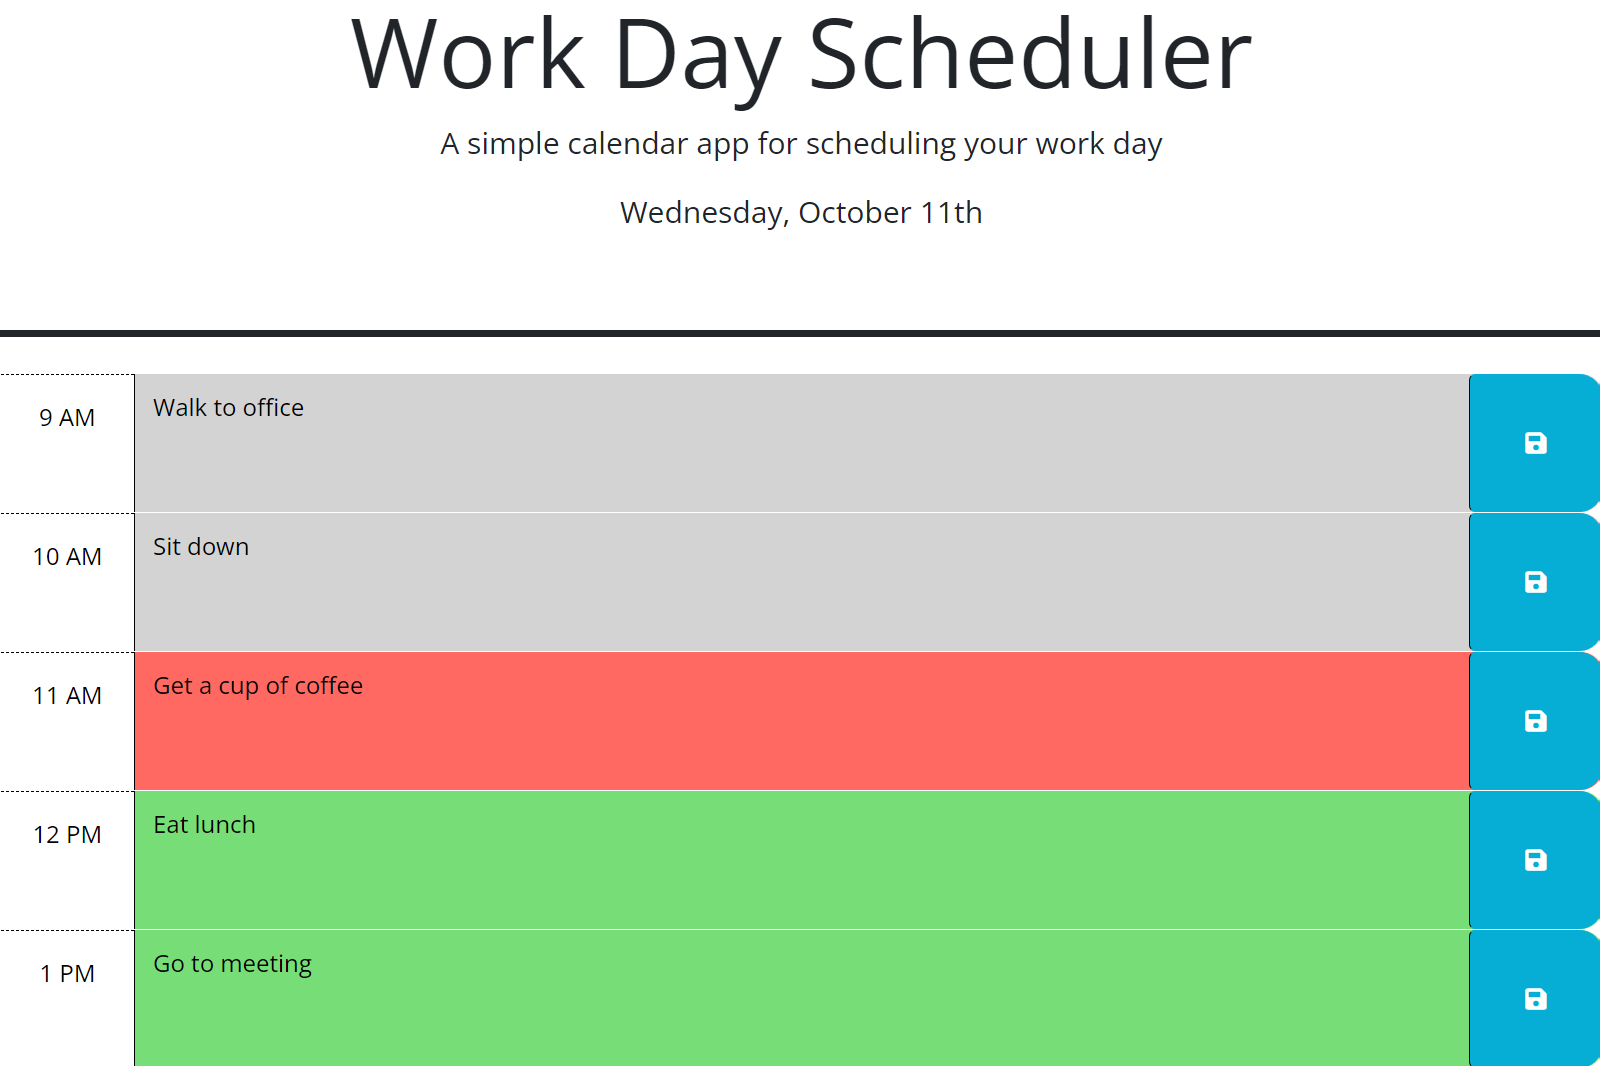 Work Day Scheduler
A simple calendar app for scheduling your work day
Wednesday, October 11th
9 AM
Walk to office
10 AM
Sit down
11 AM
Get a cup of coffee
12 PM
Eat lunch
1 PM
Go to meeting